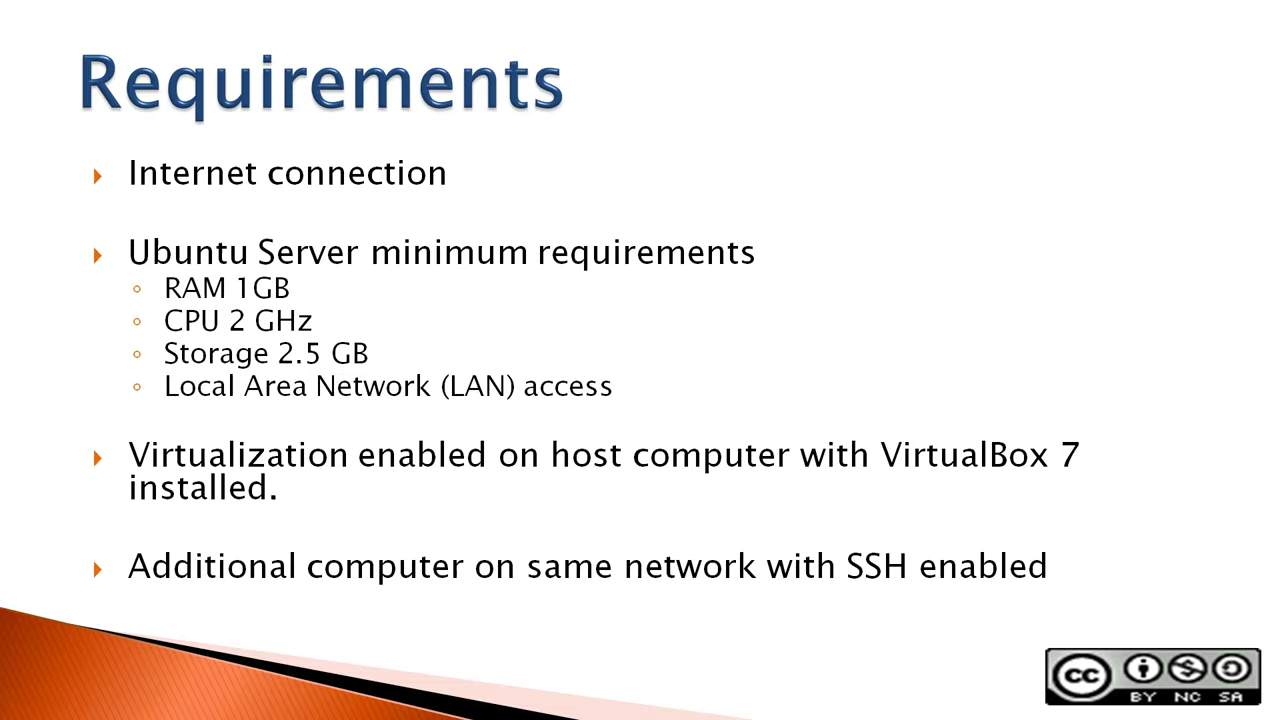 Requirements
Internet connection
Ubuntu Server minimum requirements
RAM 1GB
CPU 2 GHz
Storage 2.5 GB
Local Area Network (LAN) access
Virtualization enabled on host computer with VirtualBox 7
installed.
Additional computer on same network with SSH enabled
cc
BY NC SA